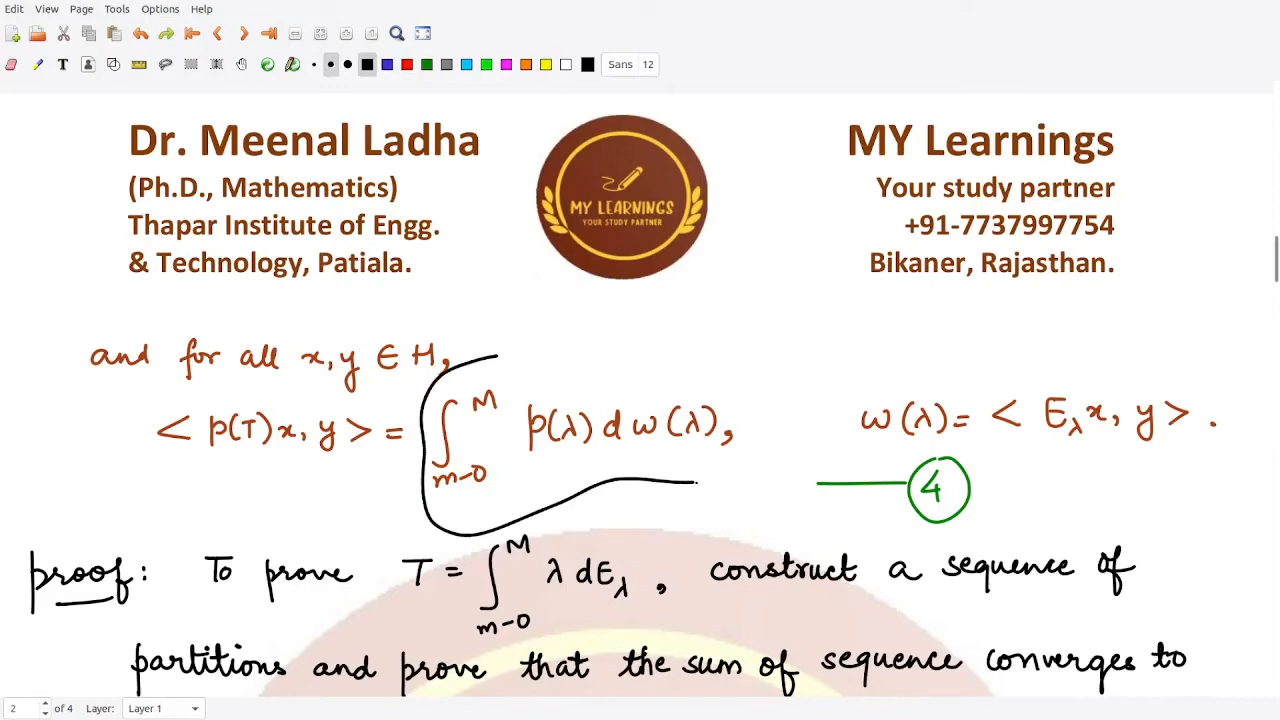 Edit View Page Tools Options Help
T Sans 12
Dr. Meenal Ladha
(Ph.D., Mathematics)
Thapar Institute of Engg.
& Technology, Patiala.
MY LEARNINGS
YOUR STUDY PARTNER
MY Learnings
Your study partner
+91-7737997754
Bikaner, Rajasthan.
and for all x, y ∈ H,
< p(T)x, y > = ∫_{m-0}^{M} p(λ) d w(λ), w(λ) = < E_λ x, y > .
4
proof: To prove T = ∫_{m-0}^{M} λ dE_λ , construct a sequence of
partitions and prove that the sum of sequence converges to
2 of 4 Layer: Layer 1